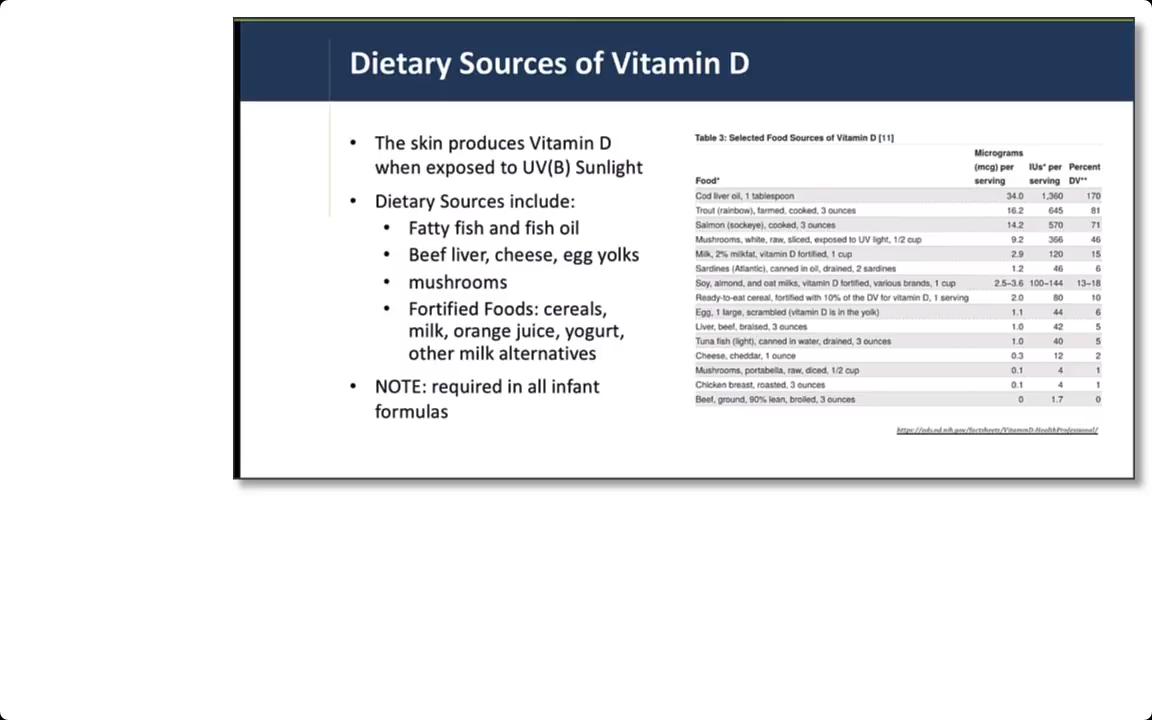 Dietary Sources of Vitamin D
• The skin produces Vitamin D
when exposed to UV(B) Sunlight
• Dietary Sources include:
• Fatty fish and fish oil
• Beef liver, cheese, egg yolks
• mushrooms
• Fortified Foods: cereals,
milk, orange juice, yogurt,
other milk alternatives
• NOTE: required in all infant
formulas
Table 3: Selected Food Sources of Vitamin D [11]
Food* Micrograms (mcg) per serving IUs* per serving Percent DV**
Cod liver oil, 1 tablespoon 34.0 1,360 170
Trout (rainbow), farmed, cooked, 3 ounces 16.2 645 81
Salmon (sockeye), cooked, 3 ounces 14.2 570 71
Mushrooms, white, raw, sliced, exposed to UV light, 1/2 cup 9.2 366 46
Milk, 2% milkfat, vitamin D fortified, 1 cup 2.9 120 15
Sardines (Atlantic), canned in oil, drained, 2 sardines 1.2 46 6
Soy, almond, and oat milks, vitamin D fortified, various brands, 1 cup 2.5–3.6 100–144 13–18
Ready-to-eat cereal, fortified with 10% of the DV for vitamin D, 1 serving 2.0 80 10
Egg, 1 large, scrambled (vitamin D is in the yolk) 1.1 44 6
Liver, beef, braised, 3 ounces 1.0 42 5
Tuna fish (light), canned in water, drained, 3 ounces 1.0 40 5
Cheese, cheddar, 1 ounce 0.3 12 2
Mushrooms, portabella, raw, diced, 1/2 cup 0.1 4 1
Chicken breast, roasted, 3 ounces 0.1 4 1
Beef, ground, 90% lean, broiled, 3 ounces 0 1.7 0
https://ods.od.nih.gov/factsheets/VitaminD-HealthProfessional/